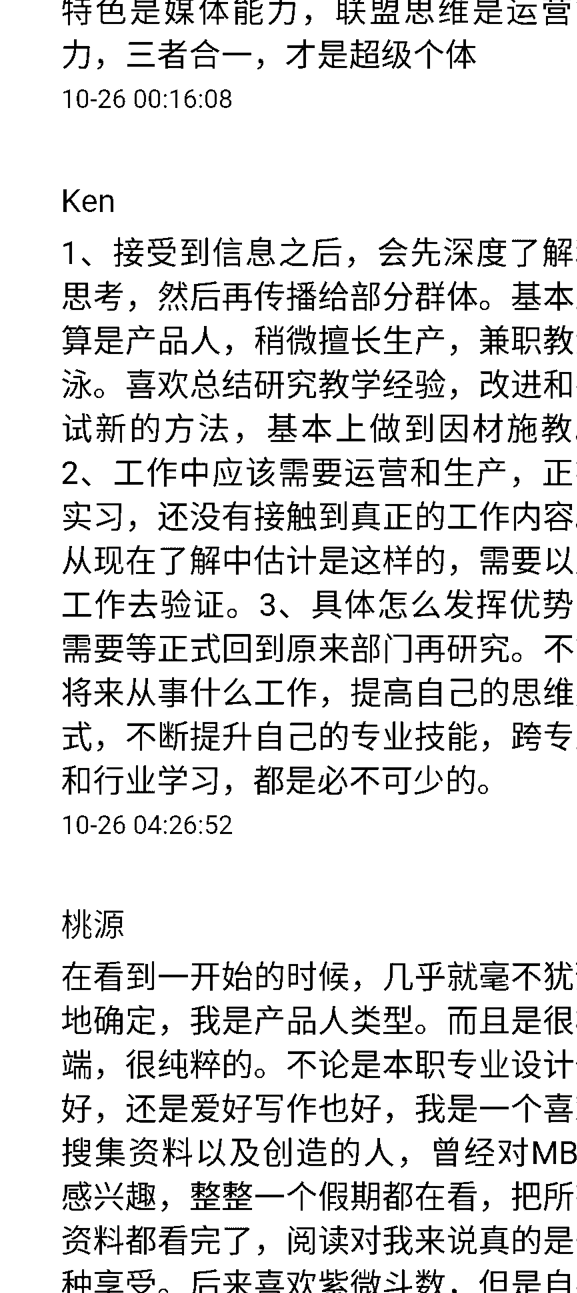 特色是媒体能力，联盟思维是运营
力，三者合一，才是超级个体
10-26 00:16:08
Ken
1、接受到信息之后，会先深度了解
思考，然后再传播给部分群体。基本
算是产品人，稍微擅长生产，兼职教
泳。喜欢总结研究教学经验，改进和
试新的方法，基本上做到因材施教
2、工作中应该需要运营和生产，正
实习，还没有接触到真正的工作内容
从现在了解中估计是这样的，需要以
工作去验证。3、具体怎么发挥优势
需要等正式回到原来部门再研究。不
将来从事什么工作，提高自己的思维
式，不断提升自己的专业技能，跨专
和行业学习，都是必不可少的。
10-26 04:26:52
桃源
在看到一开始的时候，几乎就毫不犹
地确定，我是产品人类型。而且是很
端，很纯粹的。不论是本职专业设计
好，还是爱好写作也好，我是一个喜
搜集资料以及创造的人，曾经对MB
感兴趣，整整一个假期都在看，把所
资料都看完了，阅读对我来说真的是
种享受。后来喜欢紫微斗数，但是自